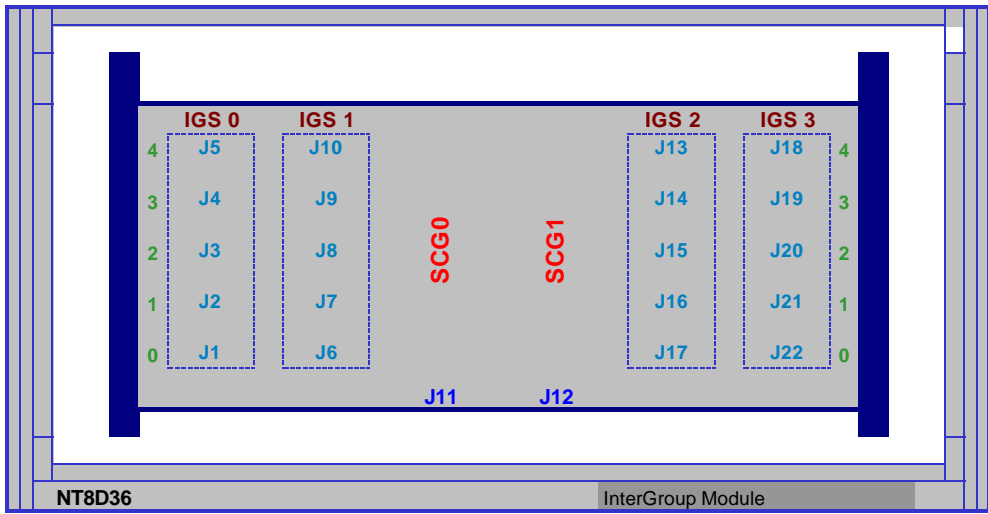 IGS 0 IGS 1 IGS 2 IGS 3
4 J5 J10 J13 J18 4
3 J4 J9 J14 J19 3
SCG0 SCG1
2 J3 J8 J15 J20 2
1 J2 J7 J16 J21 1
0 J1 J6 J17 J22 0
J11 J12
NT8D36 InterGroup Module